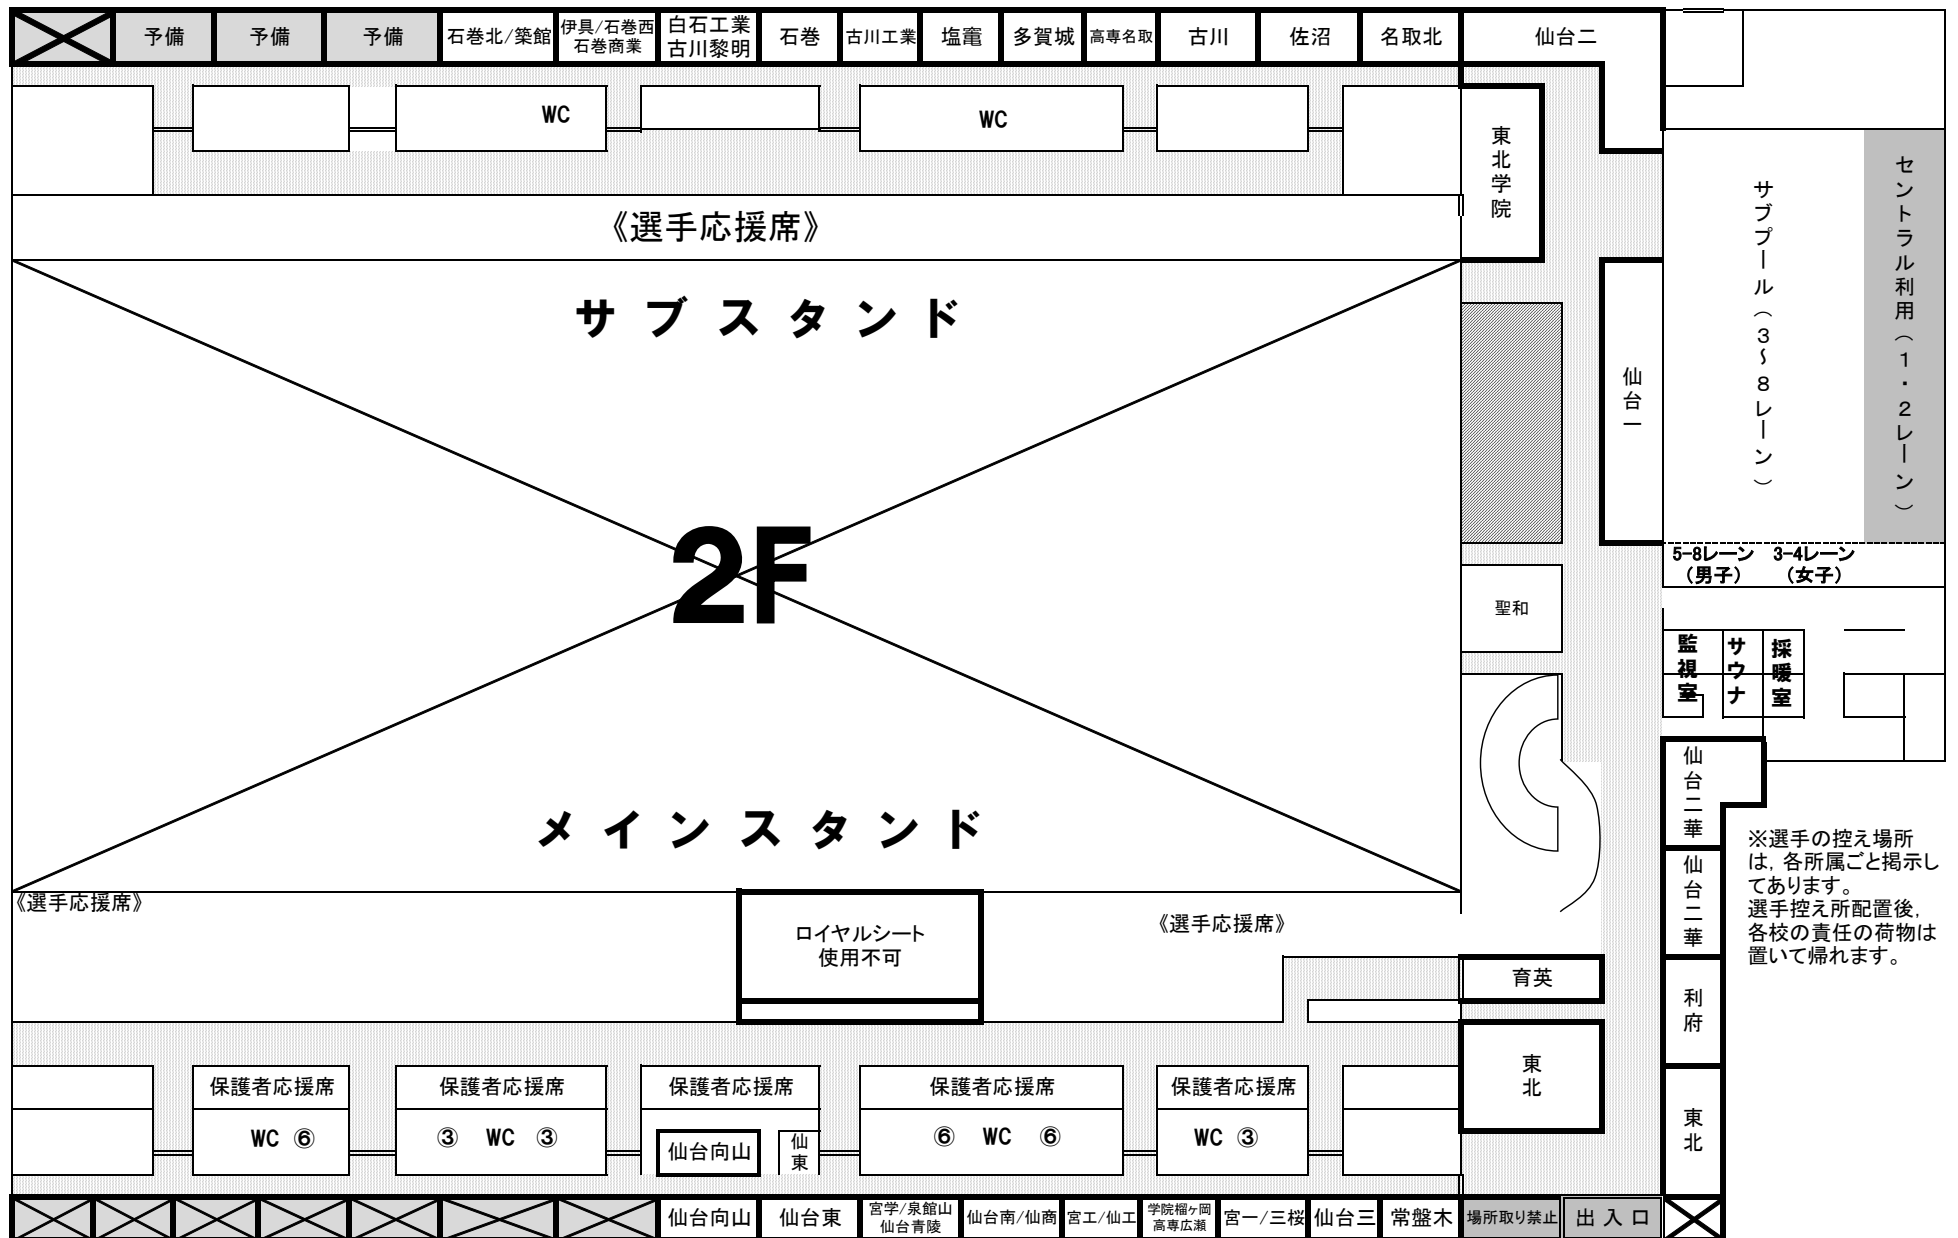 予備
予備
予備
石巻北/築館
伊具/石巻西
石巻商業
白石工業
古川黎明
石巻
古川工業
塩竈
多賀城
高専名取
古川
佐沼
名取北
仙台二
WC
WC
東北学院
《選手応援席》
サブスタンド
仙台一
サブプール(3~8レーン)
セントラル利用(1・2レーン)
5-8レーン
(男子)
3-4レーン
(女子)
2F
聖和
監視室
サウナ
採暖室
メインスタンド
仙台二華
仙台二華
※選手の控え場所
は,各所属ごと掲示し
てあります。
選手控え所配置後,
各校の責任の荷物は
置いて帰れます。
《選手応援席》
ロイヤルシート
使用不可
《選手応援席》
育英
利府
東北
東北
保護者応援席
保護者応援席
保護者応援席
保護者応援席
保護者応援席
WC ⑥
③ WC ③
仙台向山
仙東
⑥ WC ⑥
WC ③
仙台向山
仙台東
宮学/泉館山
仙台青陵
仙台南/仙商
宮工/仙工
学院榴ヶ岡
高専広瀬
宮一/三桜
仙台三
常盤木
場所取り禁止
出入口